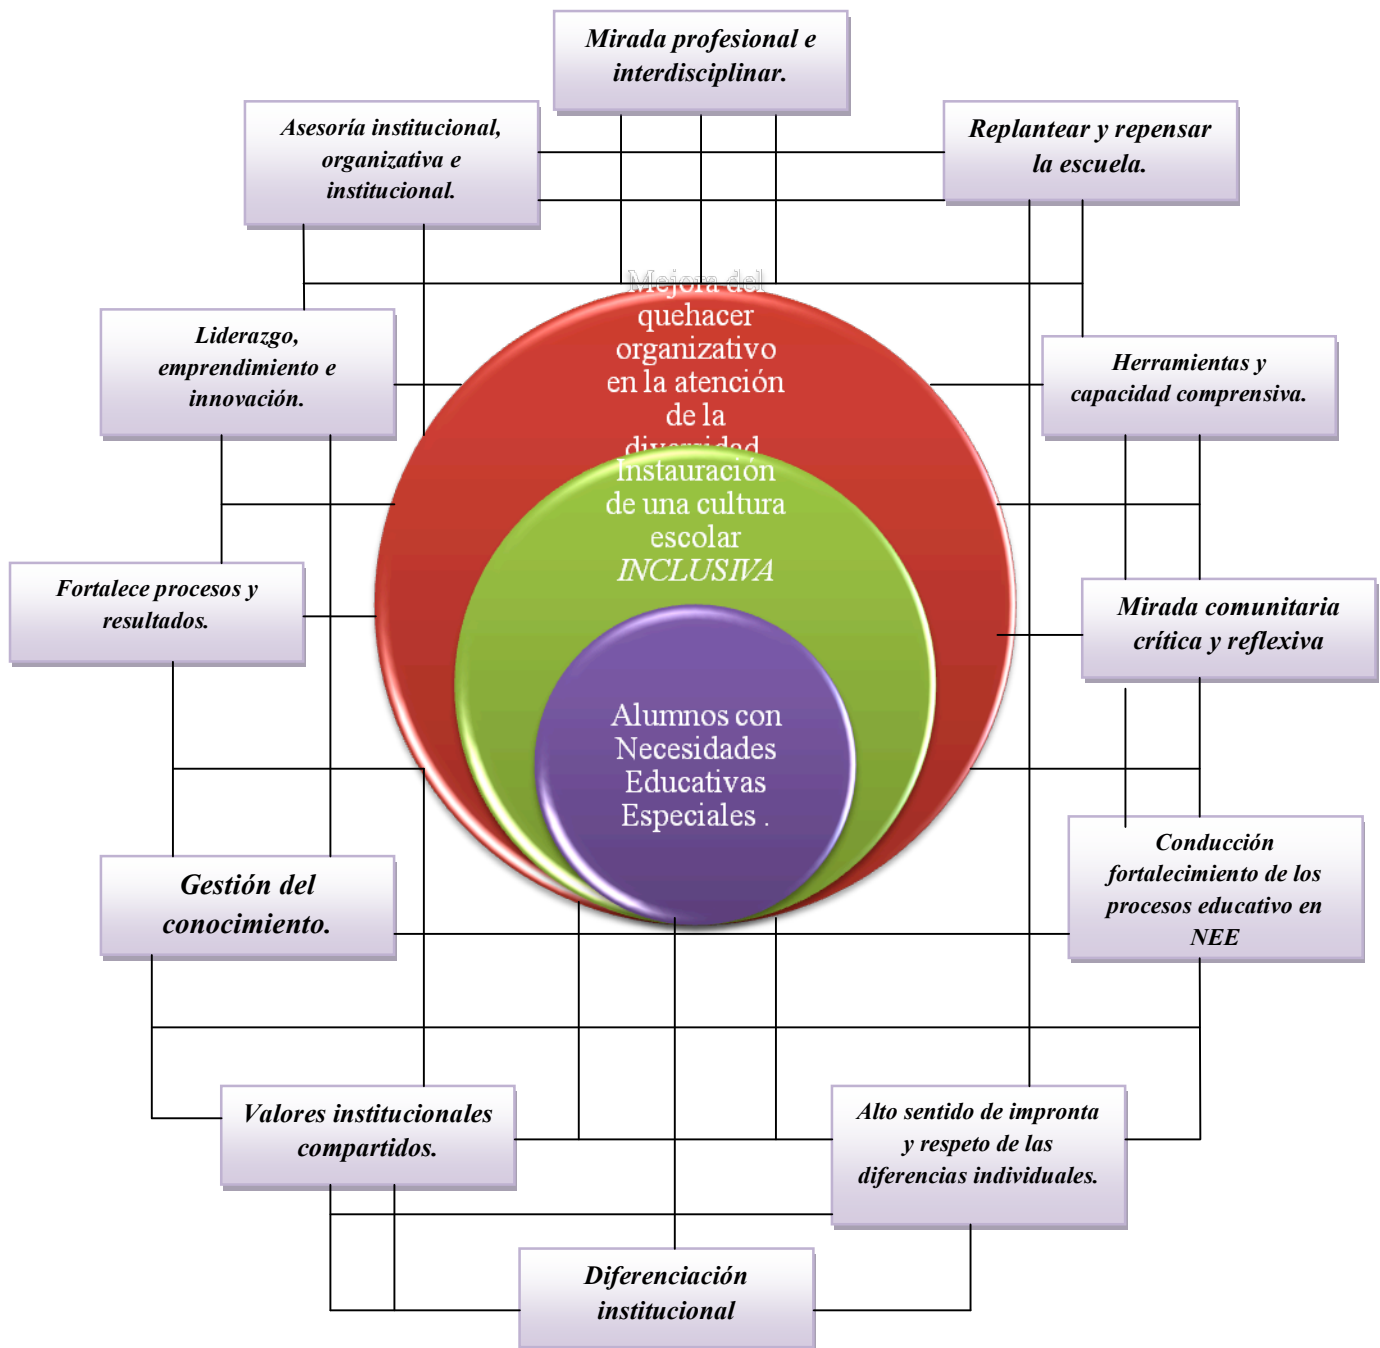 Mirada profesional e
interdisciplinar.
Asesoría institucional,
organizativa e
institucional.
Replantear y repensar
la escuela.
Mejora del
quehacer
organizativo
en la atención
de la
diversidad
Instauración
de una cultura
escolar
INCLUSIVA
Alumnos con
Necesidades
Educativas
Especiales .
Liderazgo,
emprendimiento e
innovación.
Herramientas y
capacidad comprensiva.
Fortalece procesos y
resultados.
Mirada comunitaria
crítica y reflexiva
Gestión del
conocimiento.
Conducción
fortalecimiento de los
procesos educativo en
NEE
Valores institucionales
compartidos.
Alto sentido de impronta
y respeto de las
diferencias individuales.
Diferenciación
institucional